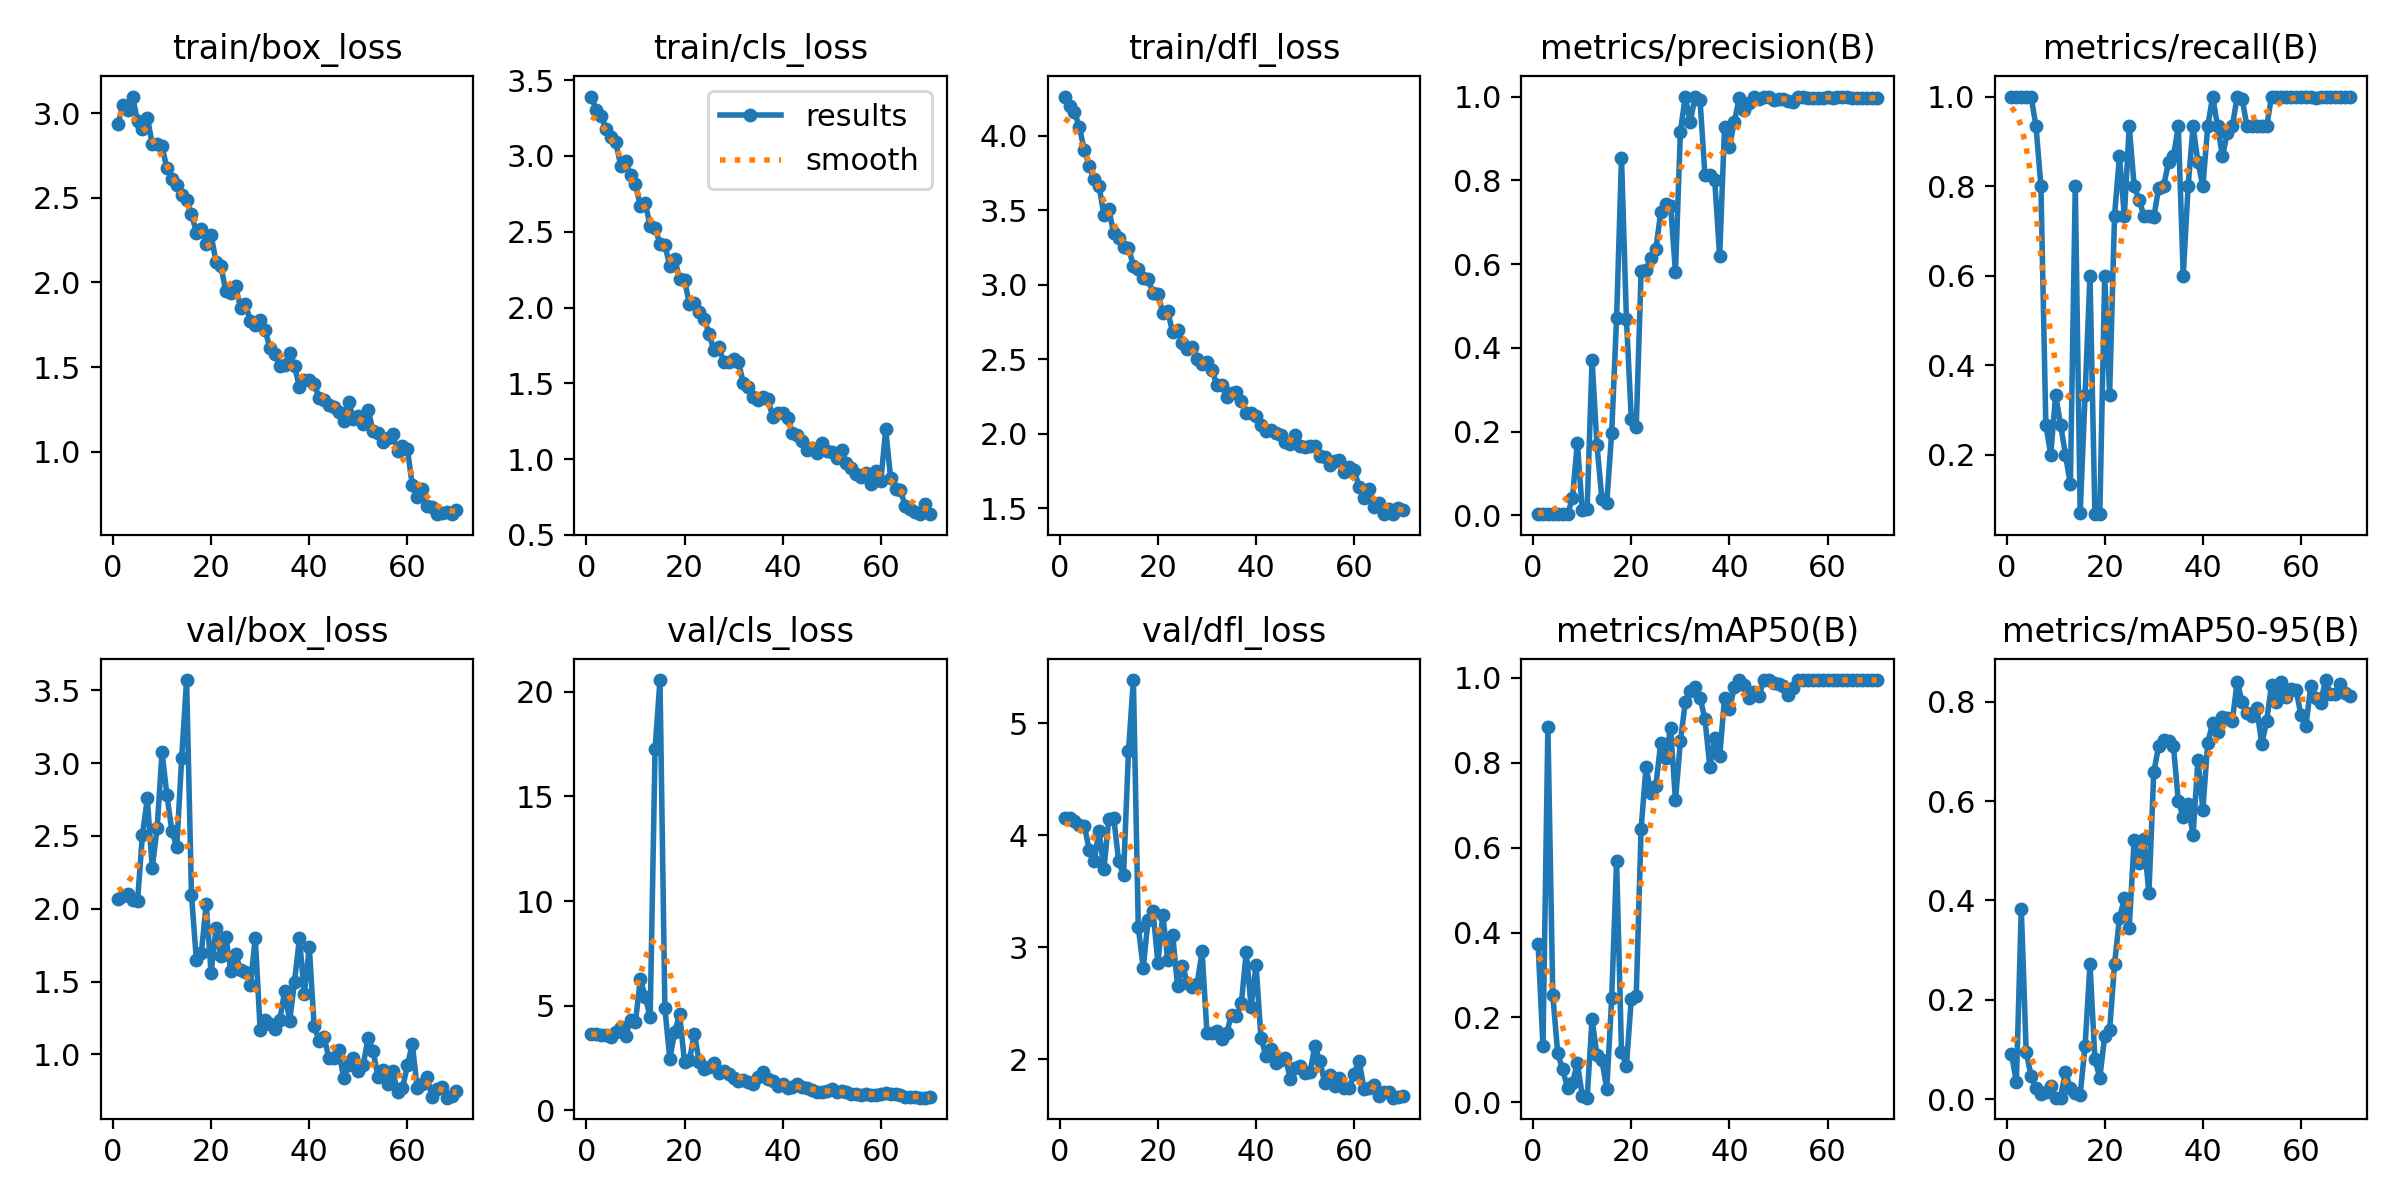 train/box_loss
train/cls_loss
train/dfl_loss
metrics/precision(B)
metrics/recall(B)
3.0
2.5
2.0
1.5
1.0
0 20 40 60
3.5
3.0
2.5
2.0
1.5
1.0
0.5
0 20 40 60
results
smooth
4.0
3.5
3.0
2.5
2.0
1.5
0 20 40 60
1.0
0.8
0.6
0.4
0.2
0.0
0 20 40 60
1.0
0.8
0.6
0.4
0.2
0 20 40 60
val/box_loss
val/cls_loss
val/dfl_loss
metrics/mAP50(B)
metrics/mAP50-95(B)
3.5
3.0
2.5
2.0
1.5
1.0
0 20 40 60
20
15
10
5
0
0 20 40 60
5
4
3
2
0 20 40 60
1.0
0.8
0.6
0.4
0.2
0.0
0 20 40 60
0.8
0.6
0.4
0.2
0.0
0 20 40 60